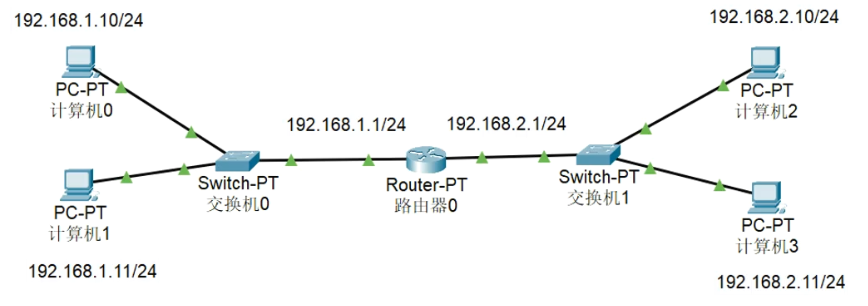 192.168.1.10/24
PC-PT
计算机0
192.168.1.1/24
192.168.2.1/24
192.168.2.10/24
PC-PT
计算机2
Switch-PT
交换机0
Router-PT
路由器0
Switch-PT
交换机1
PC-PT
计算机1
192.168.1.11/24
PC-PT
计算机3
192.168.2.11/24